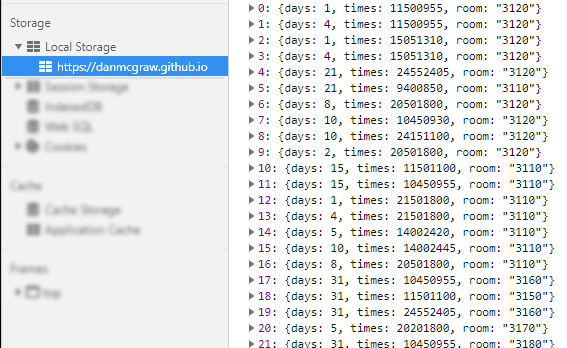 Storage
Local Storage
https://danmcgraw.github.io
Session Storage
IndexedDB
Web SQL
Cookies
Cache
Cache Storage
Application Cache
Frames
top
0: {days: 1, times: 11500955, room: "3120"}
1: {days: 4, times: 11500955, room: "3120"}
2: {days: 1, times: 15051310, room: "3120"}
3: {days: 4, times: 15051310, room: "3120"}
4: {days: 21, times: 24552405, room: "3120"}
5: {days: 21, times: 9400850, room: "3110"}
6: {days: 8, times: 20501800, room: "3120"}
7: {days: 10, times: 10450930, room: "3120"}
8: {days: 10, times: 24151100, room: "3120"}
9: {days: 2, times: 20501800, room: "3120"}
10: {days: 15, times: 11501100, room: "3110"}
11: {days: 15, times: 10450955, room: "3110"}
12: {days: 1, times: 21501800, room: "3110"}
13: {days: 4, times: 21501800, room: "3110"}
14: {days: 5, times: 14002420, room: "3110"}
15: {days: 10, times: 14002445, room: "3110"}
16: {days: 8, times: 20501800, room: "3110"}
17: {days: 31, times: 10450955, room: "3160"}
18: {days: 31, times: 11501100, room: "3150"}
19: {days: 31, times: 24552405, room: "3160"}
20: {days: 5, times: 20201800, room: "3170"}
21: {days: 31, times: 10450955, room: "3180"}